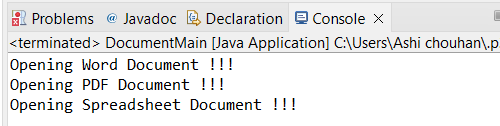 Problems @ Javadoc Declaration Console
<terminated> DocumentMain [Java Application] C:\Users\Ashi chouhan\.p
Opening Word Document !!!
Opening PDF Document !!!
Opening Spreadsheet Document !!!